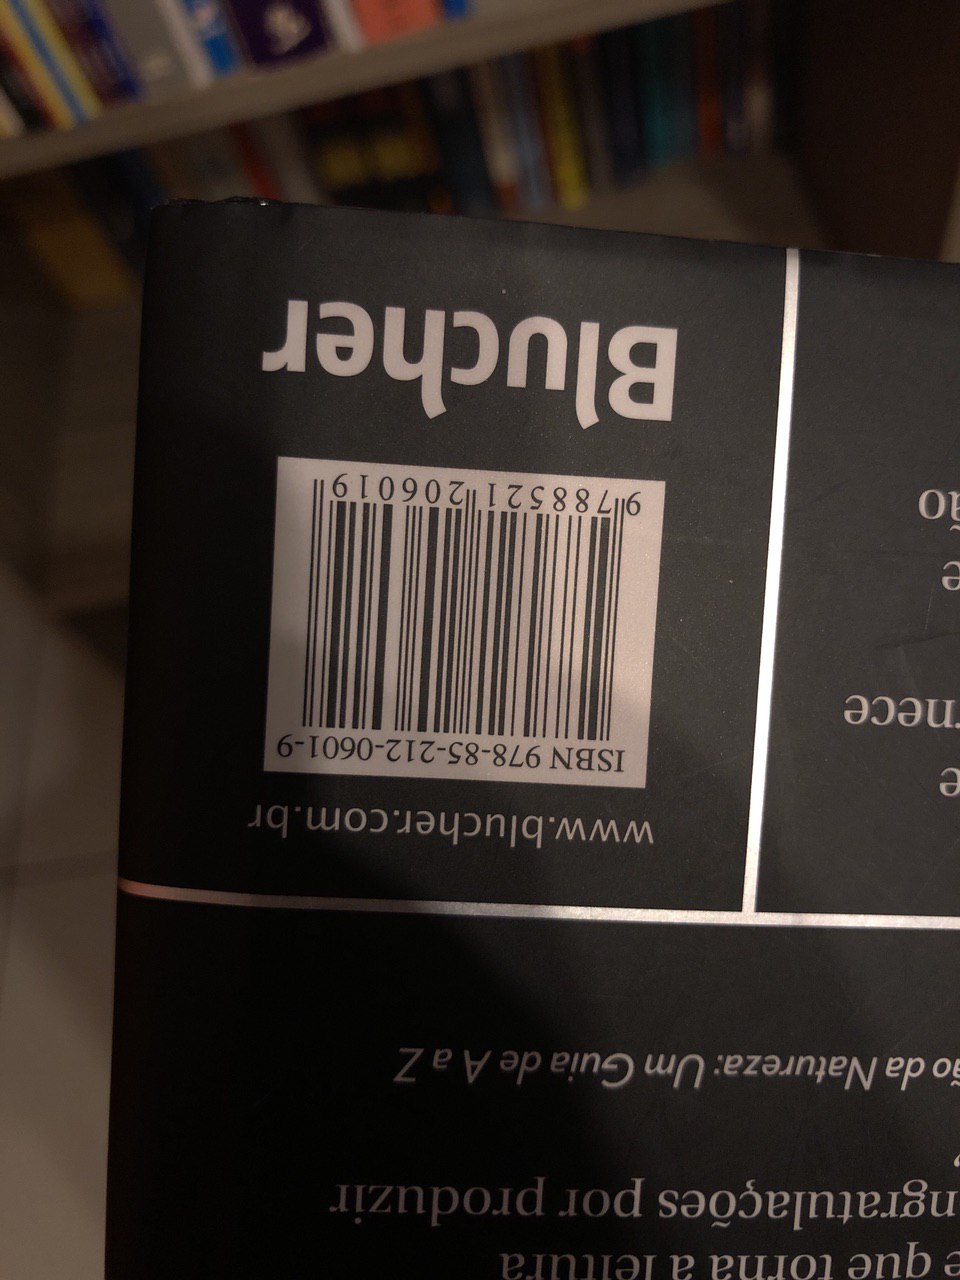 e que torna a leitura
ngratulações por produzir
ão da Natureza: Um Guia de A a Z
e
rnece
e
ão
www.blucher.com.br
ISBN 978-85-212-0601-9
9 788521 206019
Blucher